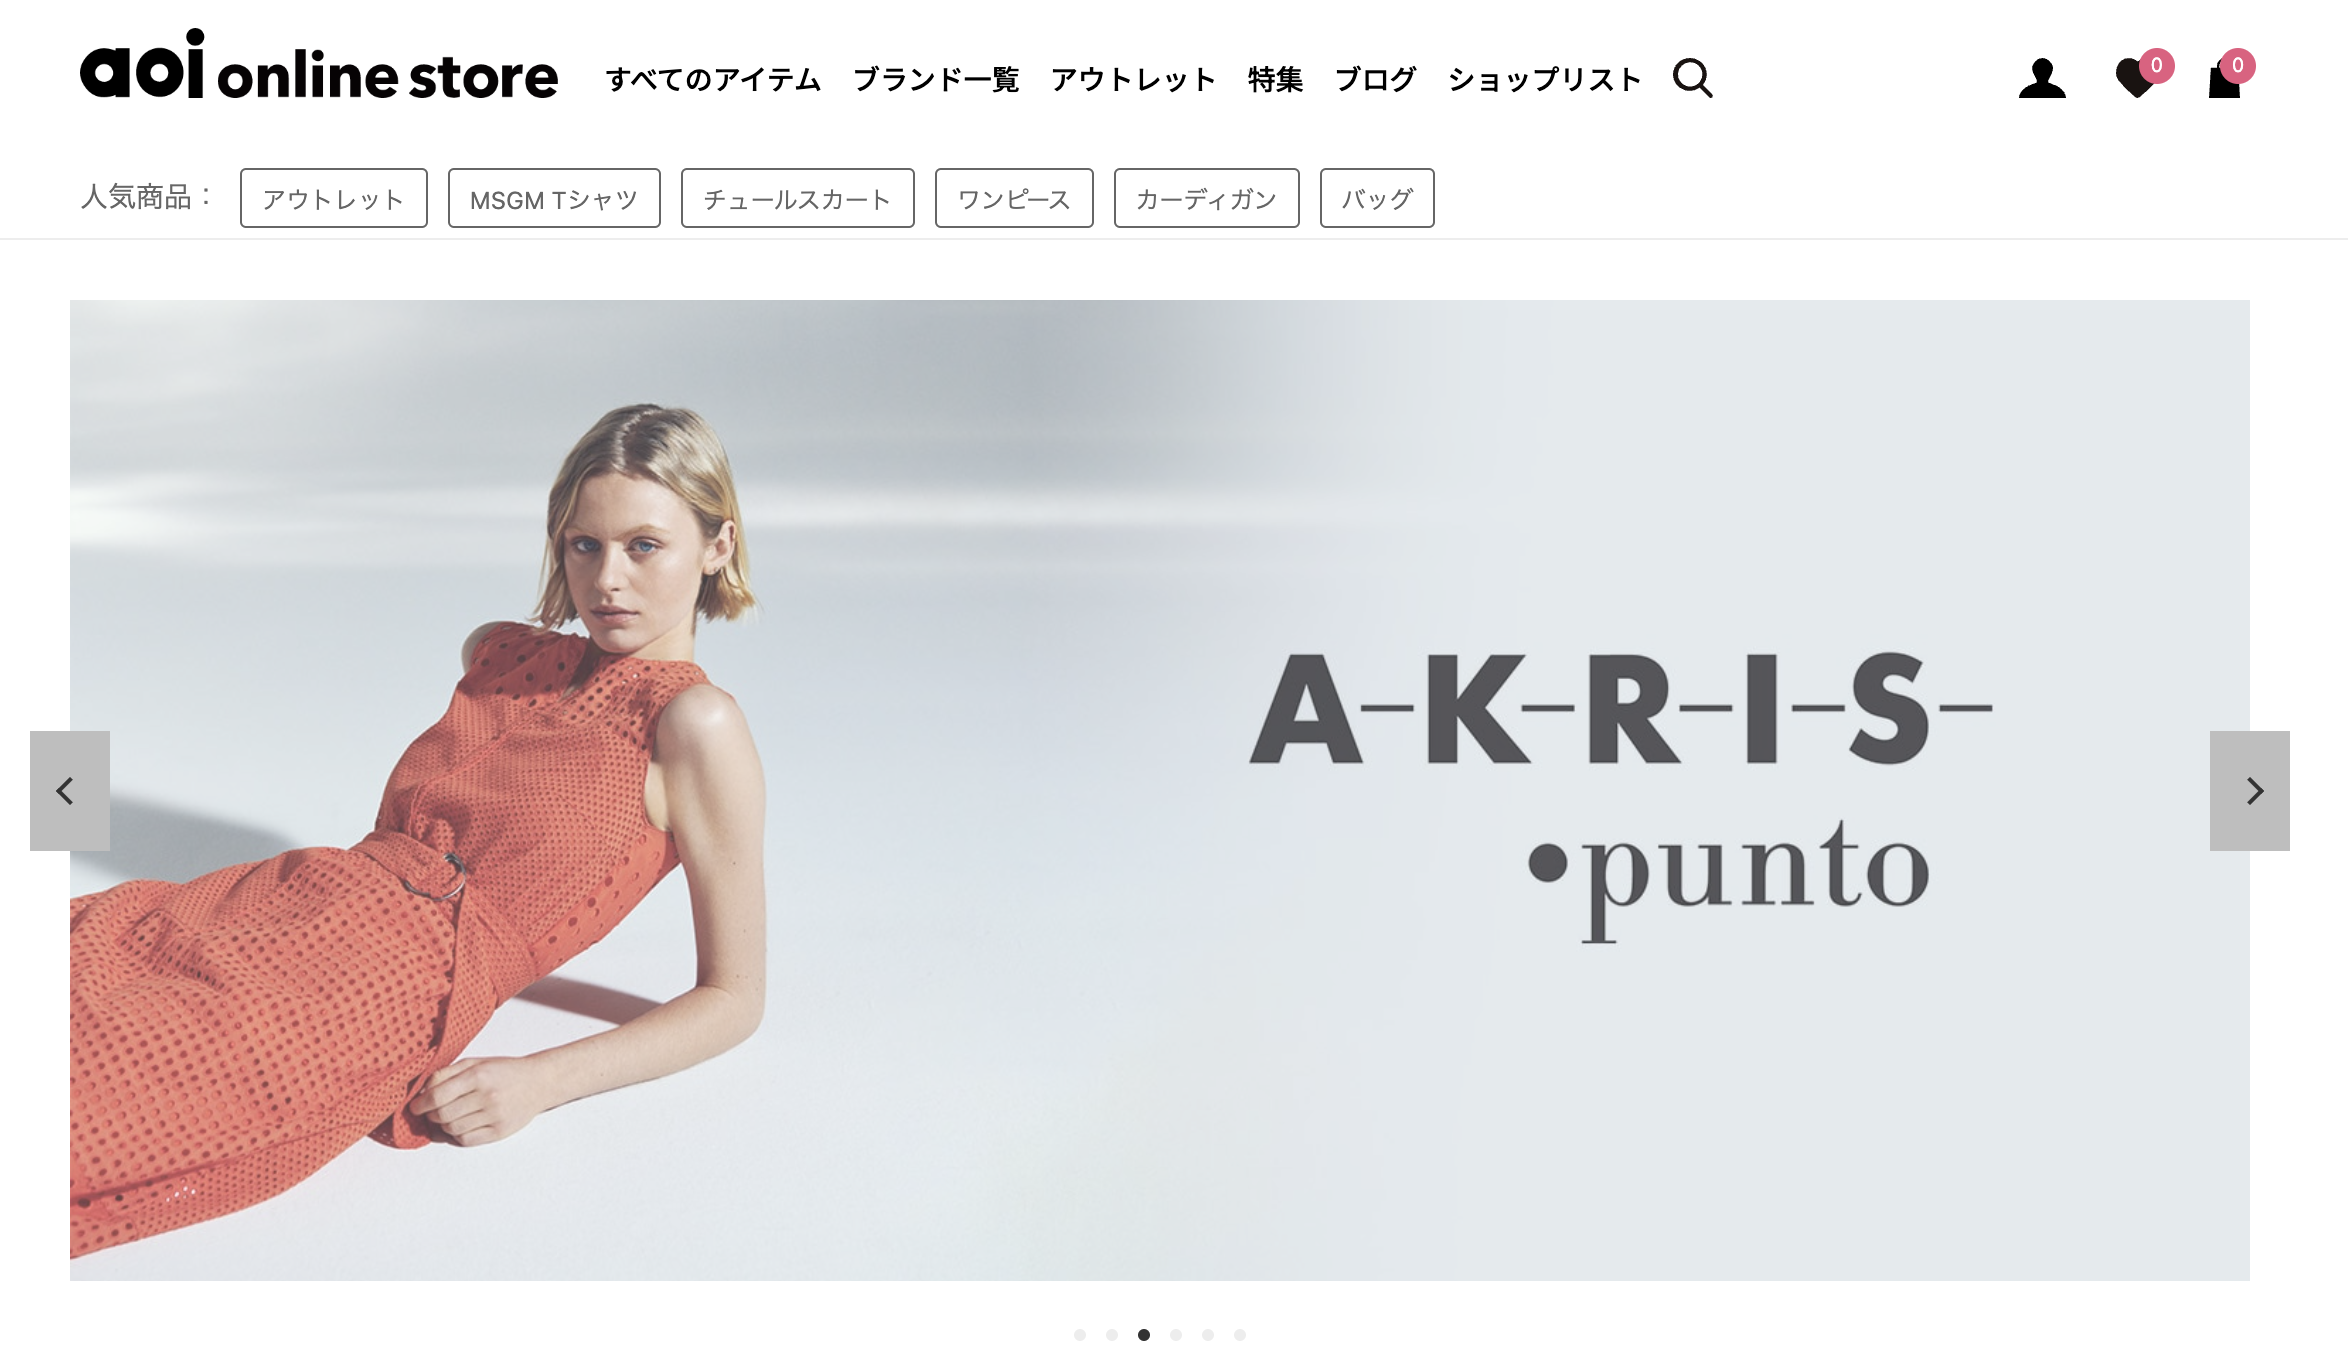 aoi online store すべてのアイテム ブランド一覧 アウトレット 特集 ブログ ショップリスト 0 0
人気商品： アウトレット MSGM Tシャツ チュールスカート ワンピース カーディガン バッグ
A-K-R-I-S-
•punto